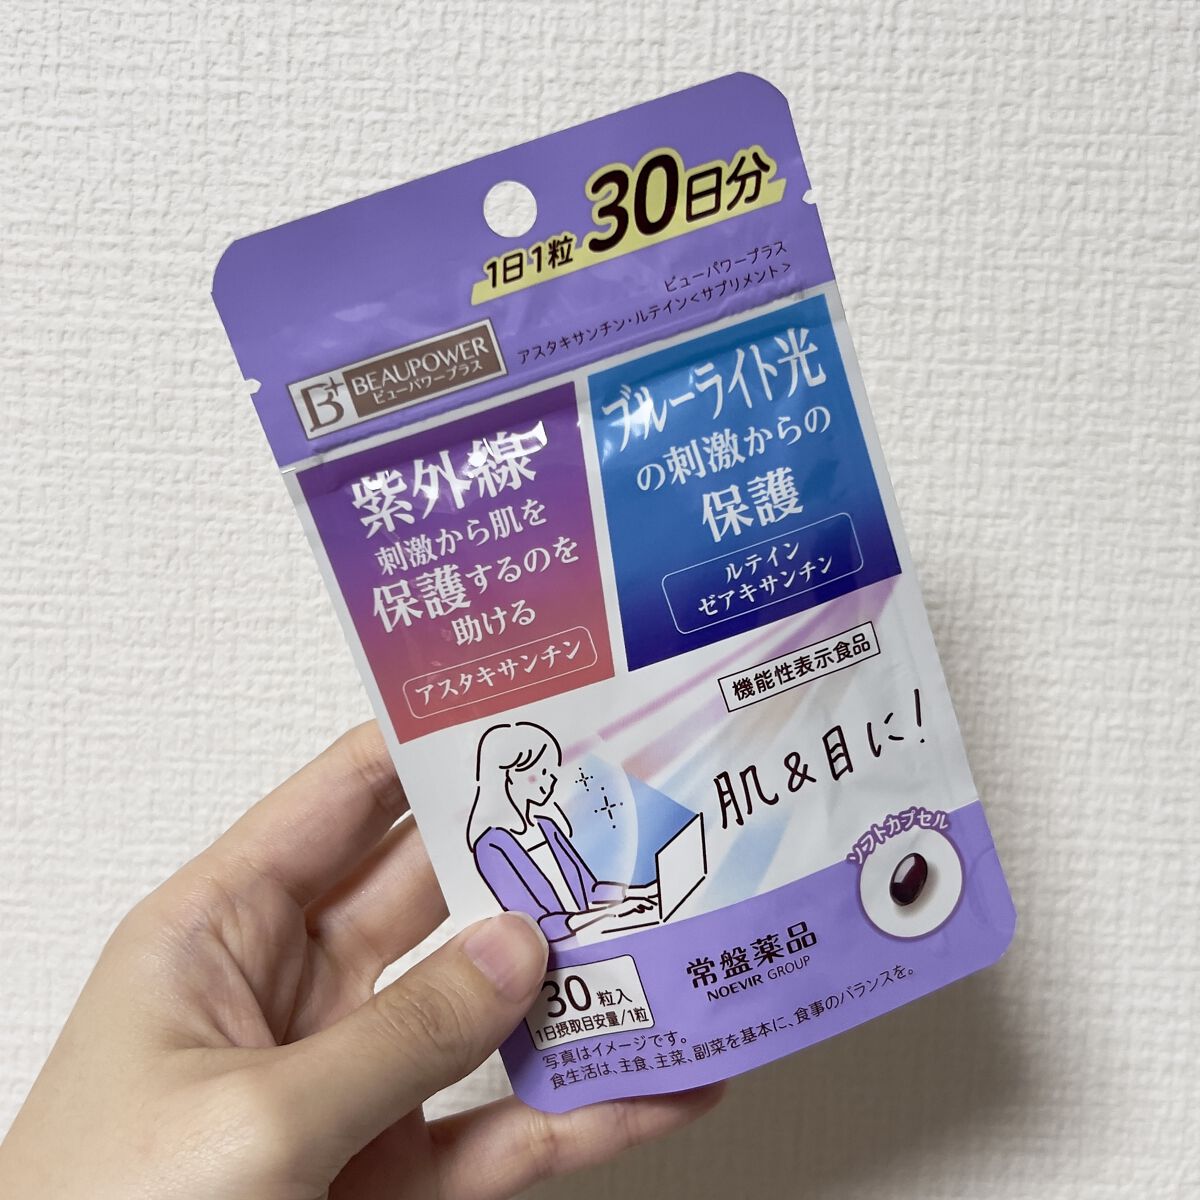 1日1粒 30日分
ビューパワープラス
アスタキサンチン・ルテイン<サプリメント>
B+
BEAUPOWER
ビューパワープラス
紫外線
刺激から肌を
保護するのを
助ける
アスタキサンチン
ブルーライト光
の刺激からの
保護
ルテイン
ゼアキサンチン
機能性表示食品
肌&目に!
ソフトカプセル
常盤薬品
NOEVIR GROUP
30粒入
1日摂取目安量/1粒
写真はイメージです。
食生活は、主食、主菜、副菜を基本に、食事のバランスを。